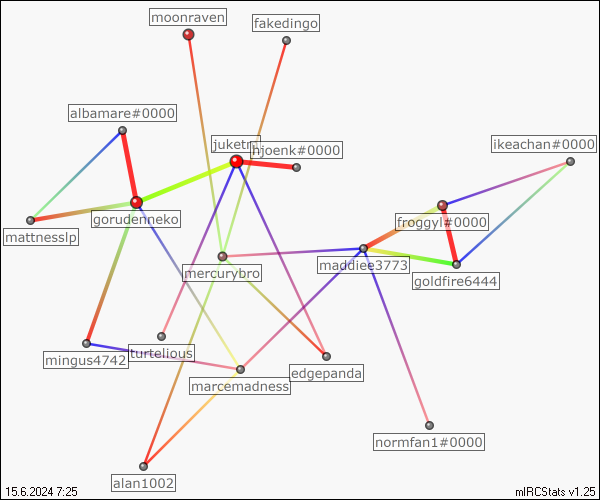 moonraven
fakedingo
albamare#0000
ikeachan#0000
hjoenk#0000
gorudenneko
froggyl#0000
mattnesslp
maddiee3773
mercurybro
goldfire6444
turtelious
mingus4742
edgepanda
marcemadness
normfan1#0000
alan1002
15.6.2024 7:25
mIRCStats v1.25